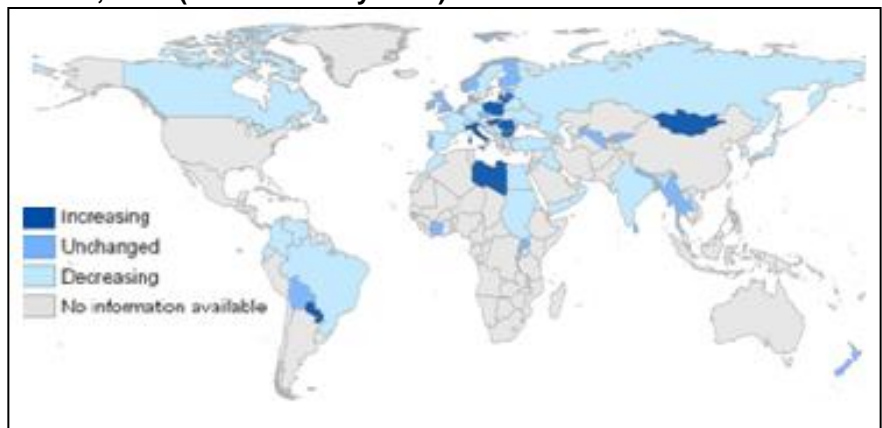 Increasing
Unchanged
Decreasing
No information available